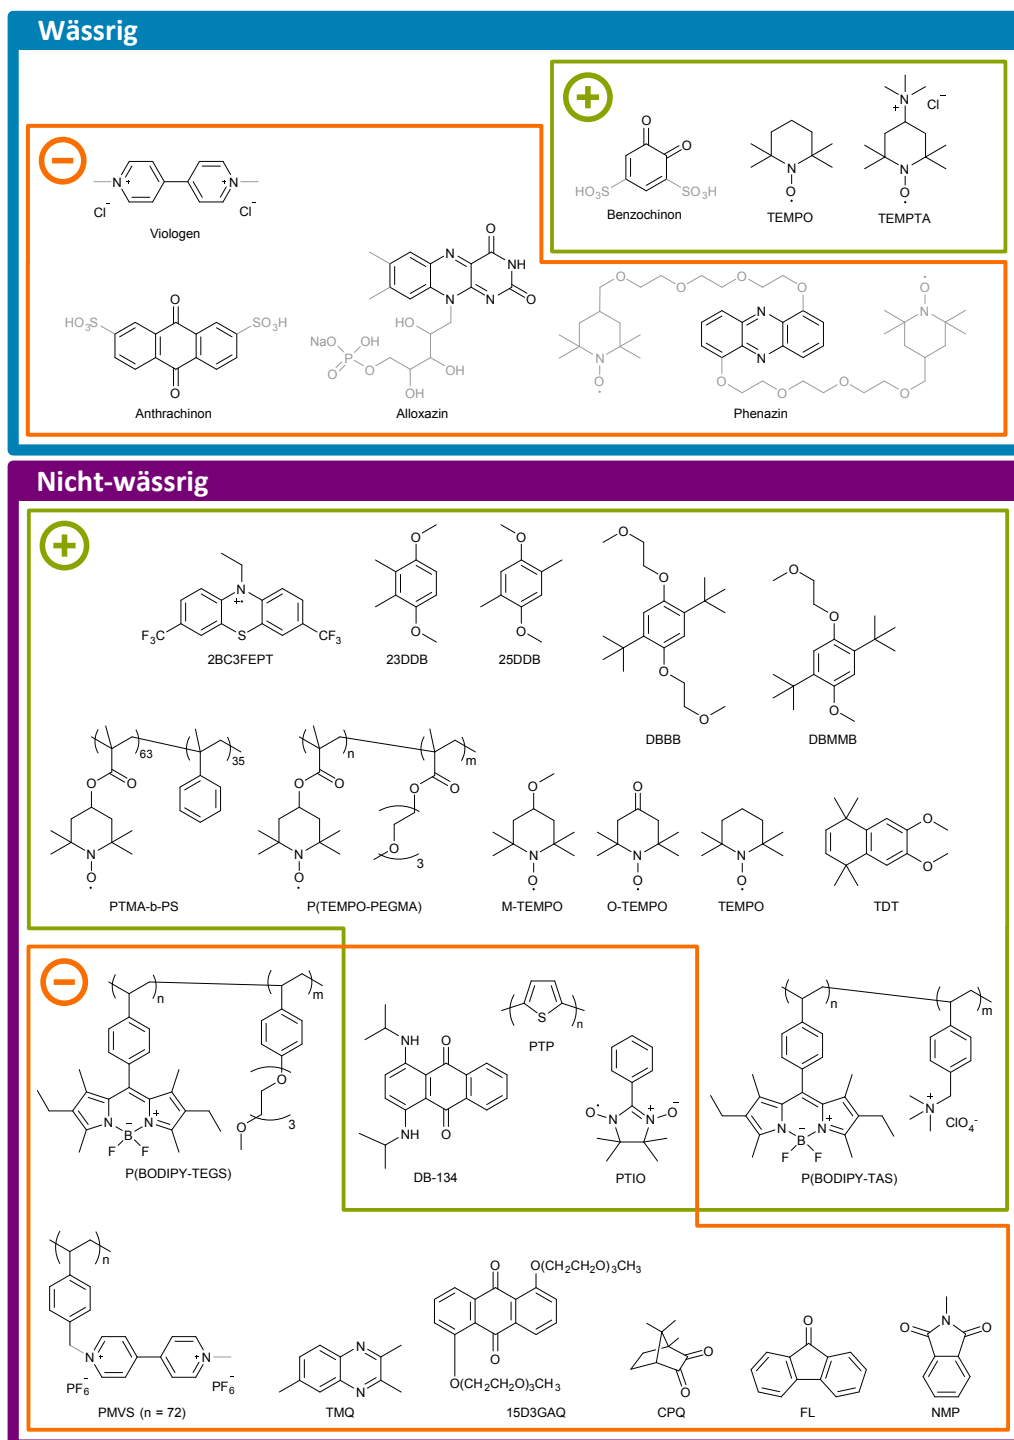 Wässrig
Cl⁻
N
+
O
O
HO₃S
SO₃H
N
O
N
O
Benzochinon
TEMPO
TEMPTA
N
+
N
+
Cl⁻
Cl⁻
Viologen
O
N
NH
N
N
O
O
HO₃S
SO₃H
O
Anthrachinon
HO
OH
OH
OH
NaO
OH
P
O
O
Alloxazin
O
O
O
O
O
N
N
O
O
O
O
O
N
O
N
O
Phenazin
Nicht-wässrig
N
+
S
F₃C
CF₃
2BC3FEPT
O
O
23DDB
O
O
25DDB
O
O
O
O
DBBB
O
O
O
DBMMB
63
35
O
O
N
O
PTMA-b-PS
n
m
O
O
O
O
O
3
N
O
P(TEMPO-PEGMA)
O
N
O
M-TEMPO
O
N
O
O-TEMPO
N
O
TEMPO
O
O
TDT
n
m
O
O
3
N
N
+
B
−
F
F
P(BODIPY-TEGS)
NH
O
O
HN
DB-134
S
n
PTP
N
O
N
+
O⁻
PTIO
n
m
N
N
+
B
−
F
F
N
+
ClO₄⁻
P(BODIPY-TAS)
n
N
+
N
+
PF₆⁻
PF₆⁻
PMVS (n = 72)
N
N
TMQ
O
O(CH₂CH₂O)₃CH₃
O
O(CH₂CH₂O)₃CH₃
15D3GAQ
O
O
CPQ
O
FL
N
O
O
NMP